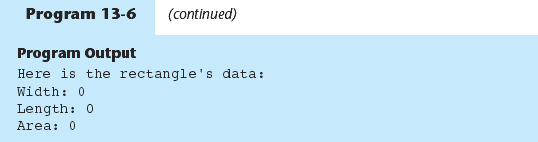 Program 13-6 (continued)
Program Output
Here is the rectangle's data:
Width: 0
Length: 0
Area: 0